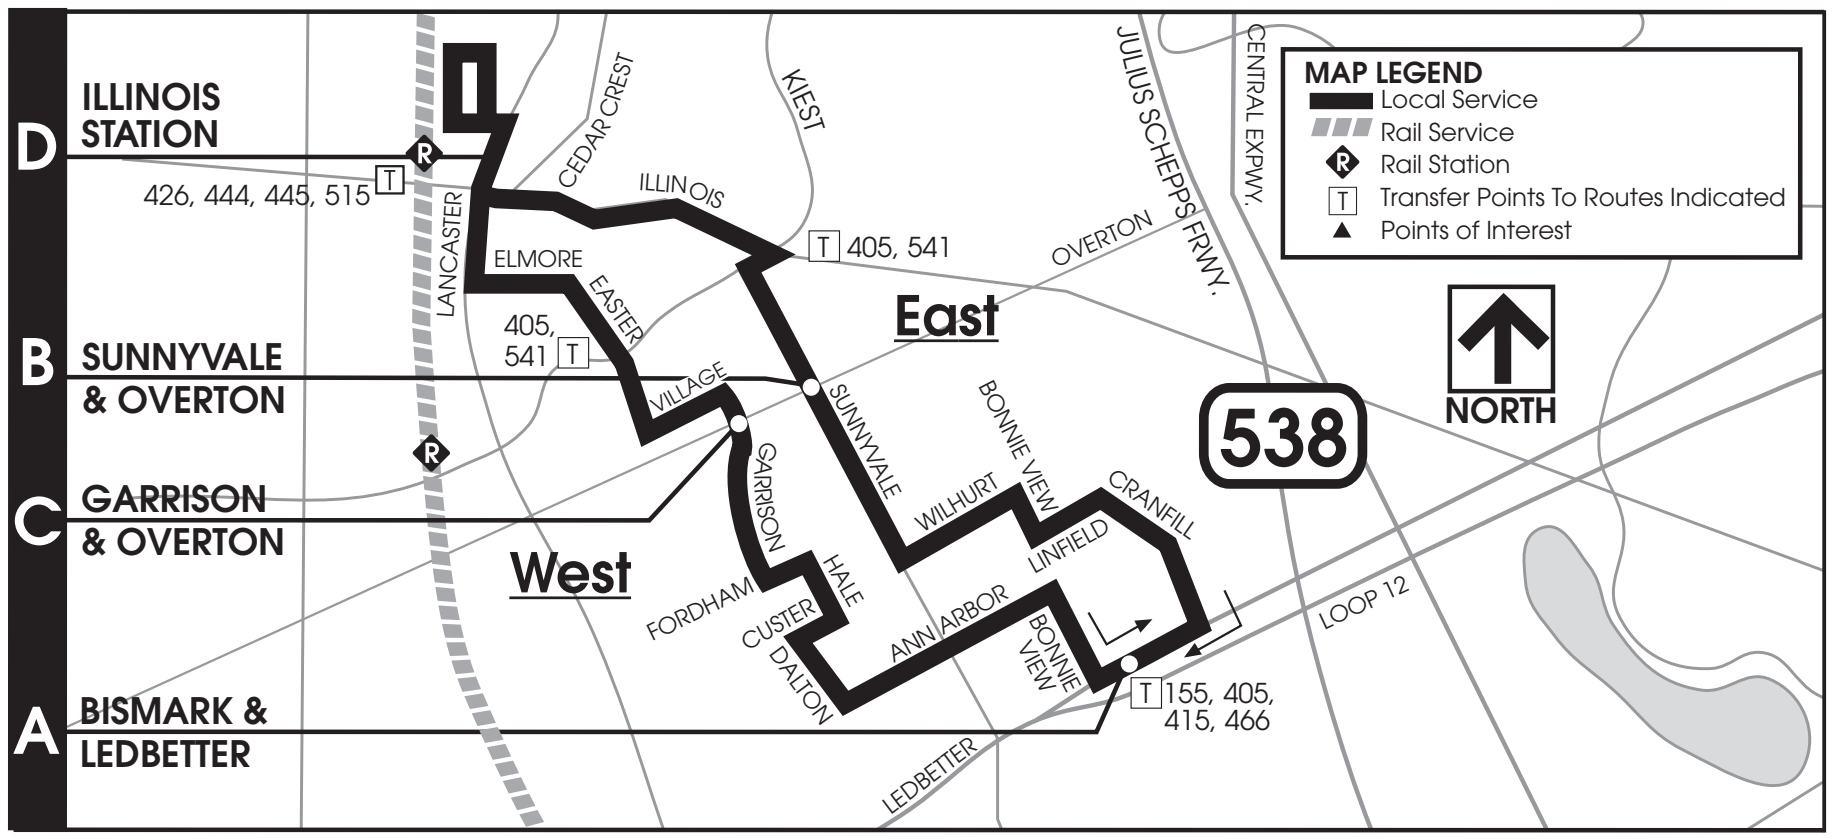 D
ILLINOIS
STATION
B
SUNNYVALE
& OVERTON
C
GARRISON
& OVERTON
A
BISMARK &
LEDBETTER
R
T
426, 444, 445, 515
LANCASTER
CEDAR CREST
KIEST
ILLINOIS
T 405, 541
OVERTON
JULIUS SCHEPPS FRWY.
CENTRAL EXPWY.
MAP LEGEND
Local Service
Rail Service
R Rail Station
T Transfer Points To Routes Indicated
Points of Interest
NORTH
538
ELMORE
EASTER
405,
541 T
VILLAGE
R
East
West
SUNNYVALE
GARRISON
BONNIE VIEW
WILHURT
CRANFILL
LINFIELD
FORDHAM
HALE
CUSTER
DALTON
ANN ARBOR
BONNIE
VIEW
LOOP 12
T 155, 405,
415, 466
LEDBETTER